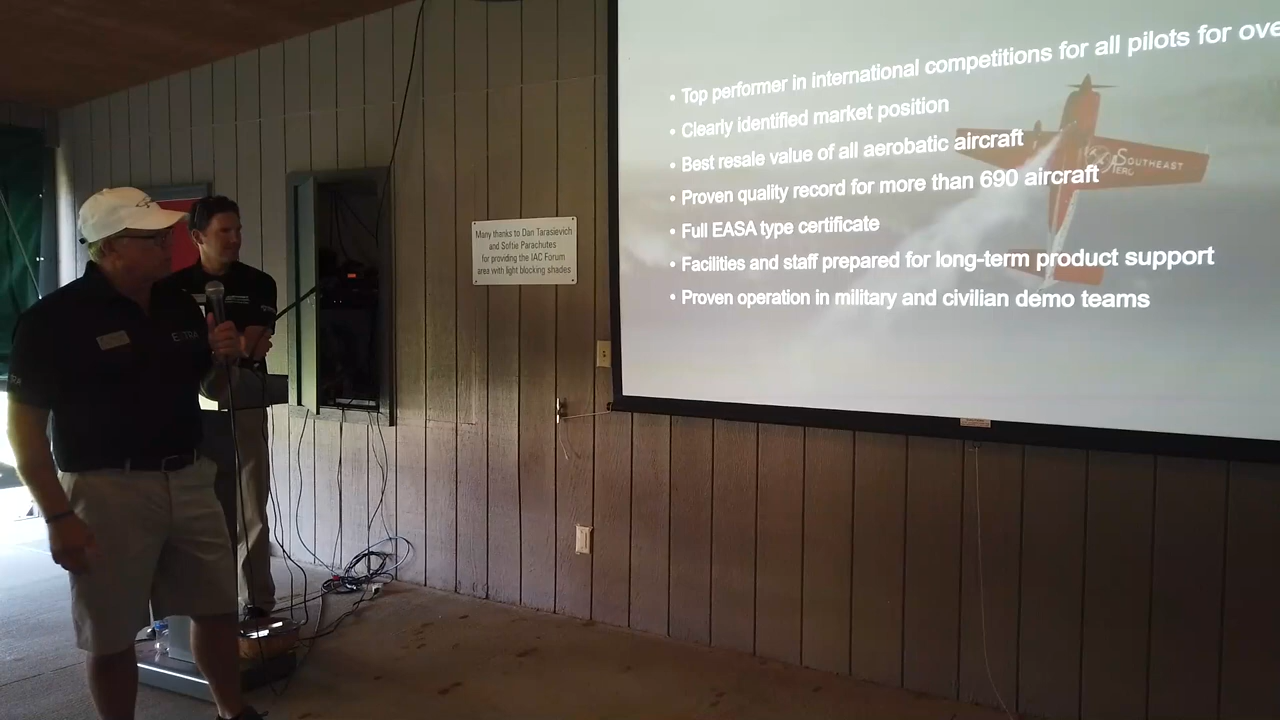 • Top performer in international competitions for all pilots for ove
• Clearly identified market position
• Best resale value of all aerobatic aircraft
• Proven quality record for more than 690 aircraft
• Full EASA type certificate
• Facilities and staff prepared for long-term product support
• Proven operation in military and civilian demo teams
SOUTHEAST
AERO
Many thanks to Dan Tarasievich
and Softie Parachutes
for providing the IAC Forum
area with light blocking shades
EXTRA